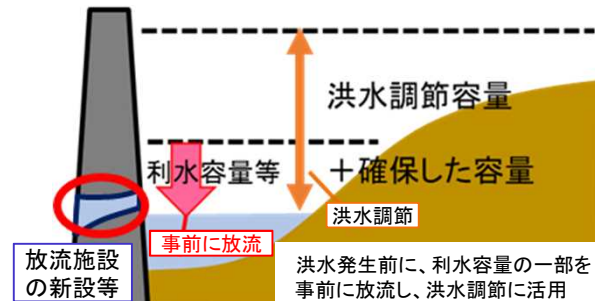 洪水調節容量
利水容量等
＋確保した容量
洪水調節
事前に放流
放流施設
の新設等
洪水発生前に、利水容量の一部を
事前に放流し、洪水調節に活用